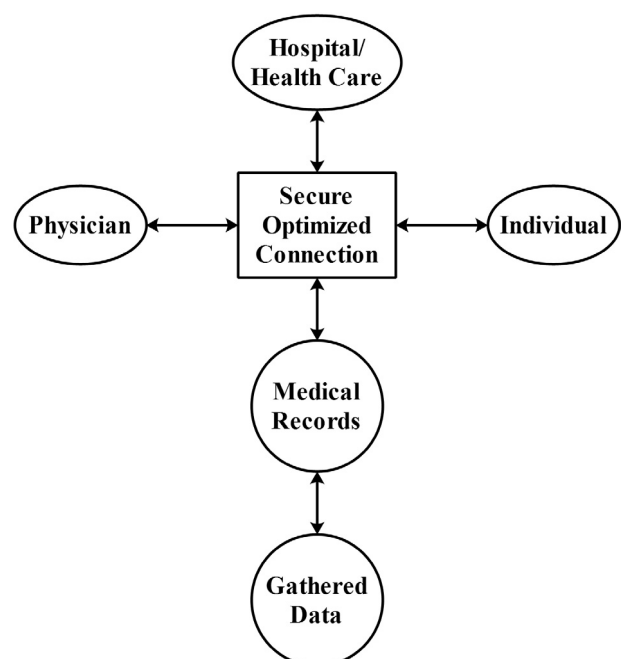 Hospital/
Health Care
Physician
Secure
Optimized
Connection
Individual
Medical
Records
Gathered
Data